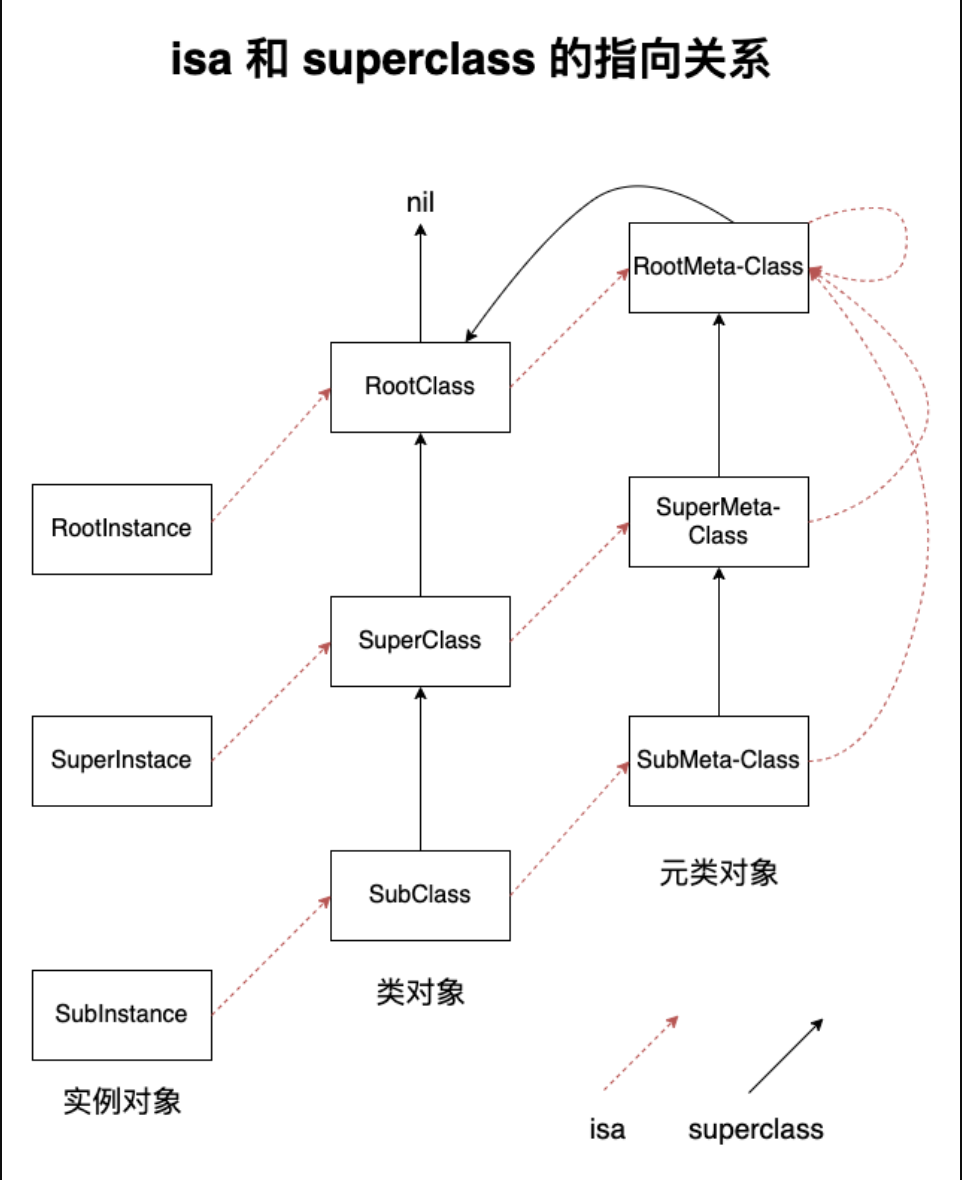 isa 和 superclass 的指向关系
nil
RootMeta-Class
RootClass
RootInstance
SuperMeta-
Class
SuperClass
SuperInstace
SubMeta-Class
元类对象
SubClass
类对象
SubInstance
实例对象
isa
superclass